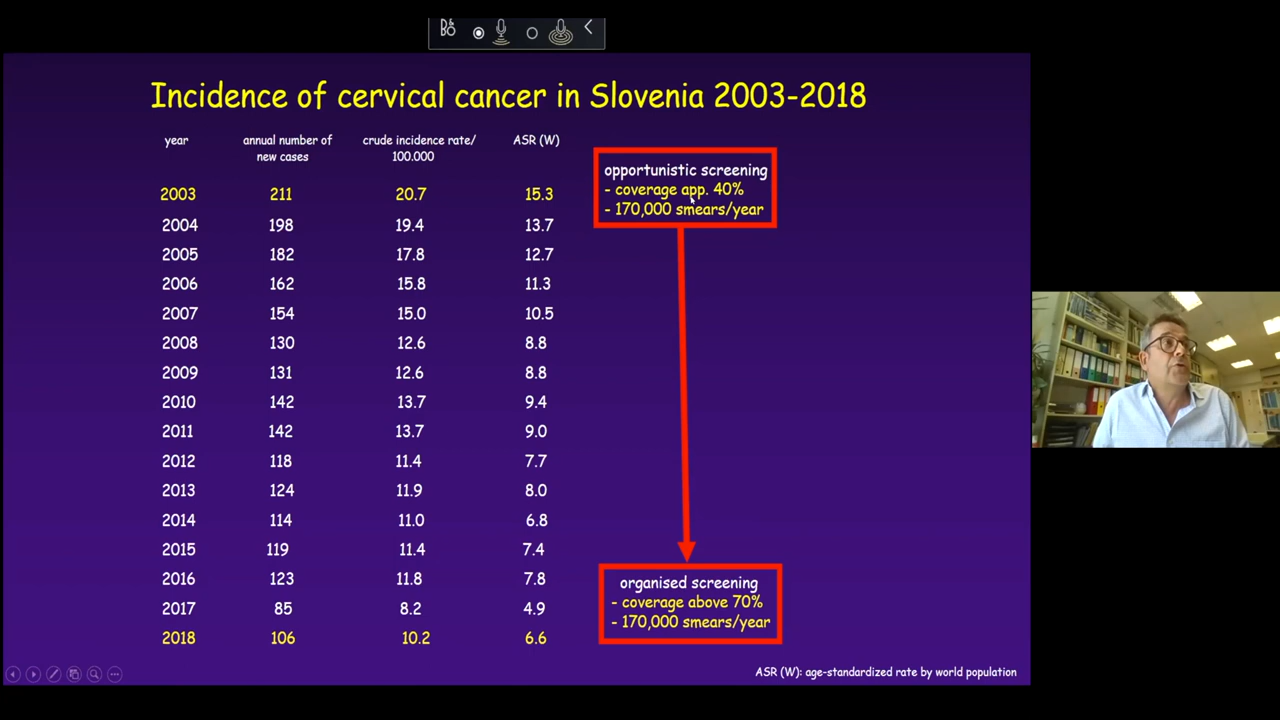 B&
BO
Incidence of cervical cancer in Slovenia 2003-2018
year annual number of new cases crude incidence rate/ 100.000 ASR (W)
2003 211 20.7 15.3
2004 198 19.4 13.7
2005 182 17.8 12.7
2006 162 15.8 11.3
2007 154 15.0 10.5
2008 130 12.6 8.8
2009 131 12.6 8.8
2010 142 13.7 9.4
2011 142 13.7 9.0
2012 118 11.4 7.7
2013 124 11.9 8.0
2014 114 11.0 6.8
2015 119 11.4 7.4
2016 123 11.8 7.8
2017 85 8.2 4.9
2018 106 10.2 6.6
opportunistic screening
- coverage app. 40%
- 170,000 smears/year
organised screening
- coverage above 70%
- 170,000 smears/year
ASR (W): age-standardized rate by world population